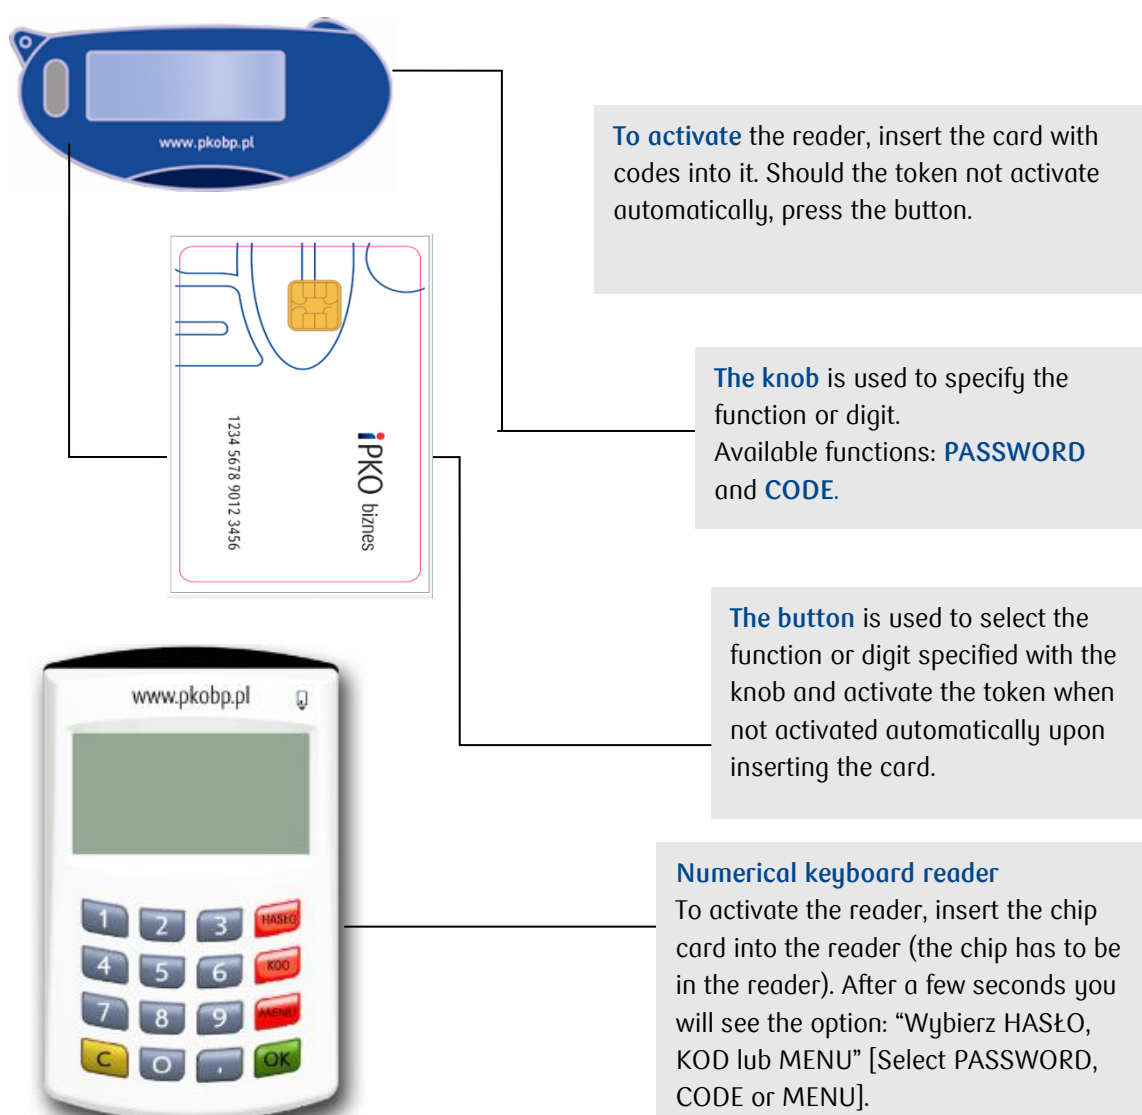 www.pkobp.pl
To activate the reader, insert the card with
codes into it. Should the token not activate
automatically, press the button.
1234 5678 9012 3456
iPKO biznes
The knob is used to specify the
function or digit.
Available functions: PASSWORD
and CODE.
The button is used to select the
function or digit specified with the
knob and activate the token when
not activated automatically upon
inserting the card.
www.pkobp.pl
1 2 3 HASŁO
4 5 6 KOD
7 8 9 MENU
C 0 , OK
Numerical keyboard reader
To activate the reader, insert the chip
card into the reader (the chip has to be
in the reader). After a few seconds you
will see the option: “Wybierz HASŁO,
KOD lub MENU” [Select PASSWORD,
CODE or MENU].